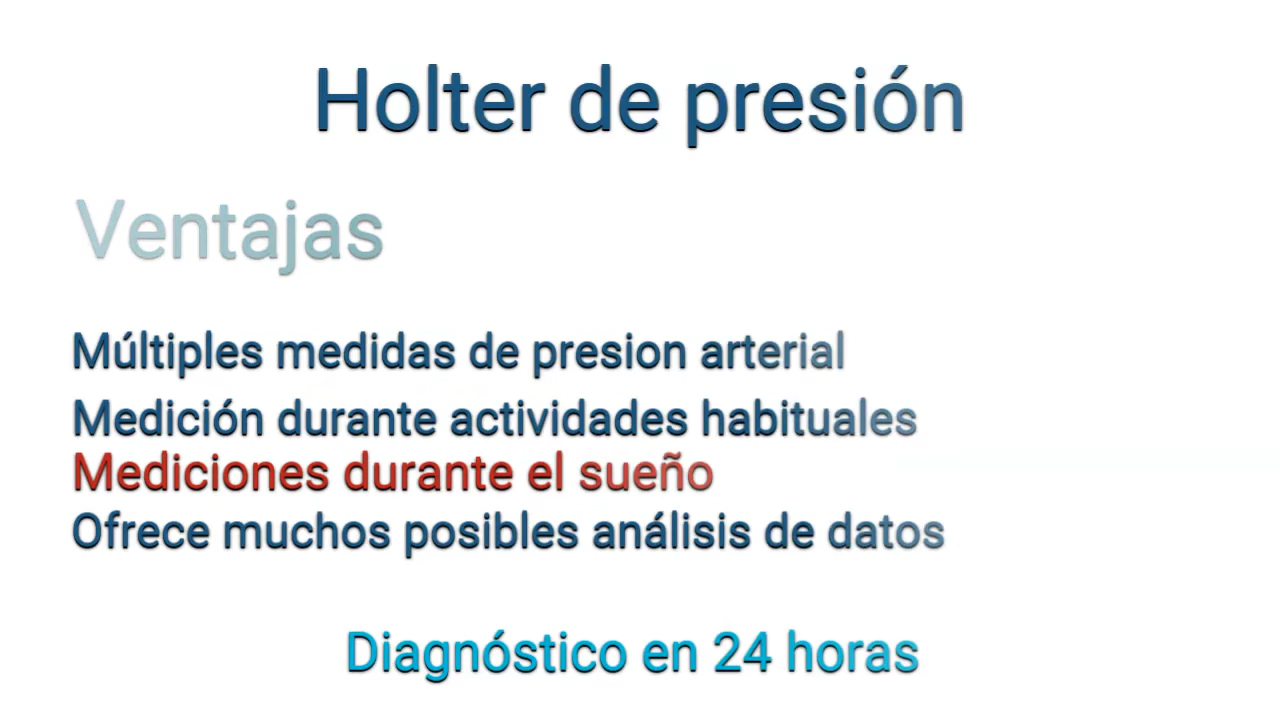 Holter de presión
Ventajas
Múltiples medidas de presion arterial
Medición durante actividades habituales
Mediciones durante el sueño
Ofrece muchos posibles análisis de datos
Diagnóstico en 24 horas